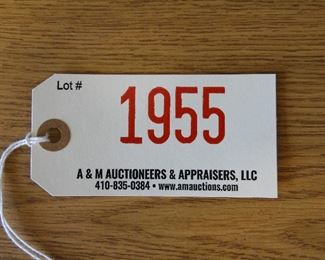 Lot #
1955
A & M AUCTIONEERS & APPRAISERS, LLC
410-835-0384 • www.amauctions.com